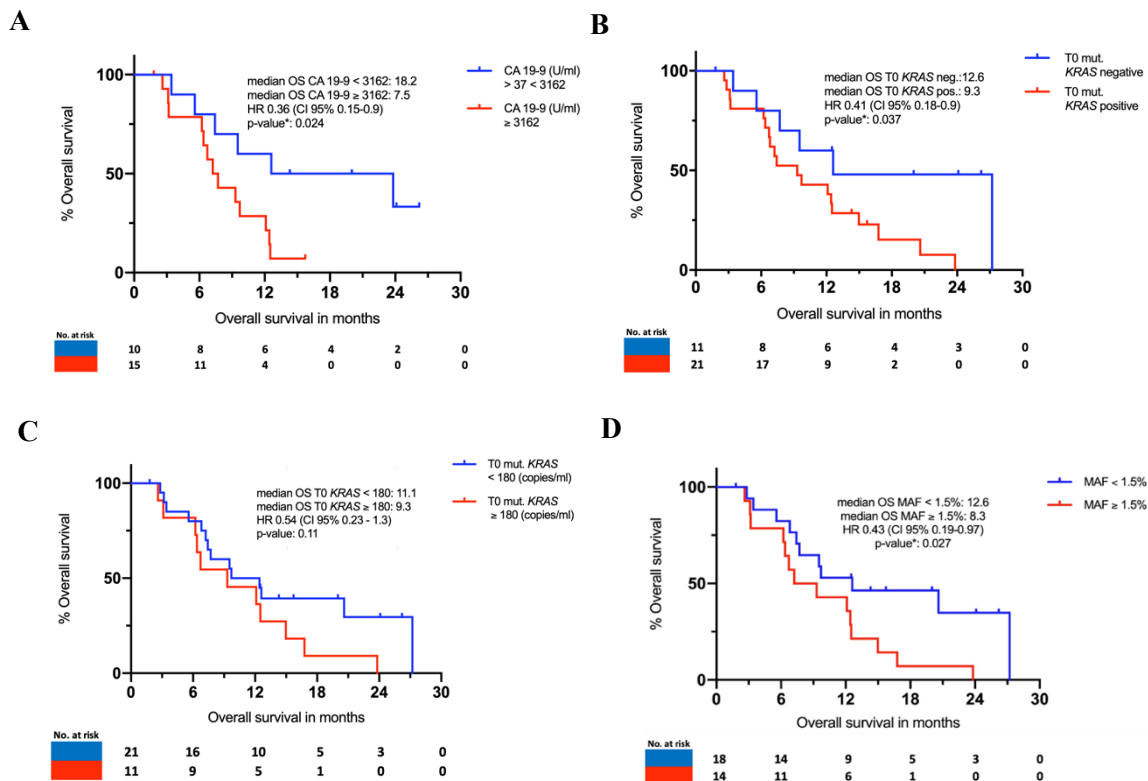 A
median OS CA 19-9 < 3162: 18.2
median OS CA 19-9 ≥ 3162: 7.5
HR 0.36 (CI 95% 0.15-0.9)
p-value*: 0.024
CA 19-9 (U/ml)
> 37 < 3162
CA 19-9 (U/ml)
≥ 3162
% Overall survival
100
50
0
0 6 12 18 24 30
Overall survival in months
No. at risk
10 8 6 4 2 0
15 11 4 0 0 0
B
median OS T0 KRAS neg.:12.6
median OS T0 KRAS pos.: 9.3
HR 0.41 (CI 95% 0.18-0.9)
p-value*: 0.037
T0 mut.
KRAS negative
T0 mut.
KRAS positive
% Overall survival
100
50
0
0 6 12 18 24 30
Overall survival in months
No. at risk
11 8 6 4 3 0
21 17 9 2 0 0
C
median OS T0 KRAS < 180: 11.1
median OS T0 KRAS ≥ 180: 9.3
HR 0.54 (CI 95% 0.23 - 1.3)
p-value: 0.11
T0 mut. KRAS
< 180 (copies/ml)
T0 mut. KRAS
≥ 180 (copies/ml)
% Overall survival
100
50
0
0 6 12 18 24 30
Overall survival in months
No. at risk
21 16 10 5 3 0
11 9 5 1 0 0
D
median OS MAF < 1.5%: 12.6
median OS MAF ≥ 1.5%: 8.3
HR 0.43 (CI 95% 0.19-0.97)
p-value*: 0.027
MAF < 1.5%
MAF ≥ 1.5%
% Overall survival
100
50
0
0 6 12 18 24 30
Overall survival in months
No. at risk
18 14 9 5 3 0
14 11 6 1 0 0